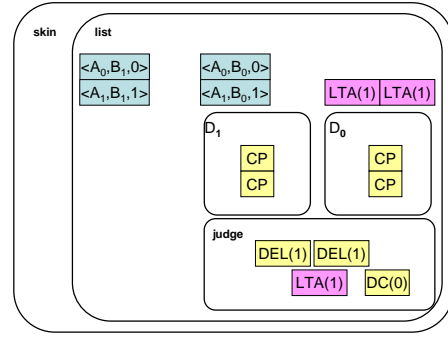 skin
list
<A₀,B₁,0> <A₀,B₀,0>
<A₁,B₁,1> <A₁,B₀,1> LTA(1) LTA(1)
D₁ D₀
CP CP
CP CP
judge
DEL(1) DEL(1)
LTA(1) DC(0)